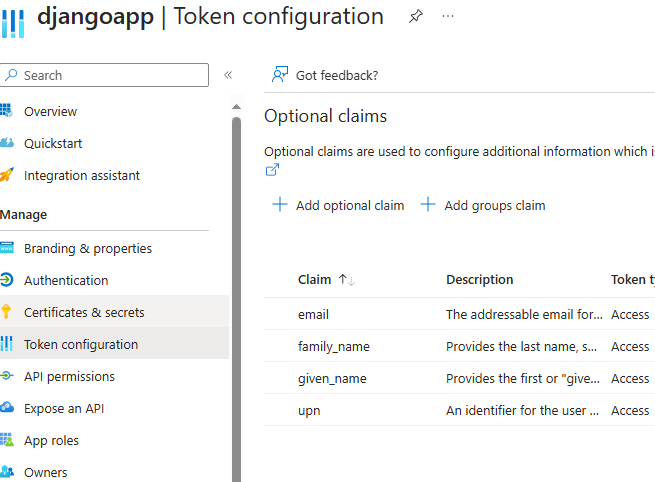 djangoapp | Token configuration
Search
Got feedback?
Overview
Quickstart
Integration assistant
Manage
Branding & properties
Authentication
Certificates & secrets
Token configuration
API permissions
Expose an API
App roles
Owners
Optional claims
Optional claims are used to configure additional information which i
Add optional claim Add groups claim
Claim Description Token t
email The addressable email for... Access
family_name Provides the last name, s... Access
given_name Provides the first or "give... Access
upn An identifier for the user ... Access